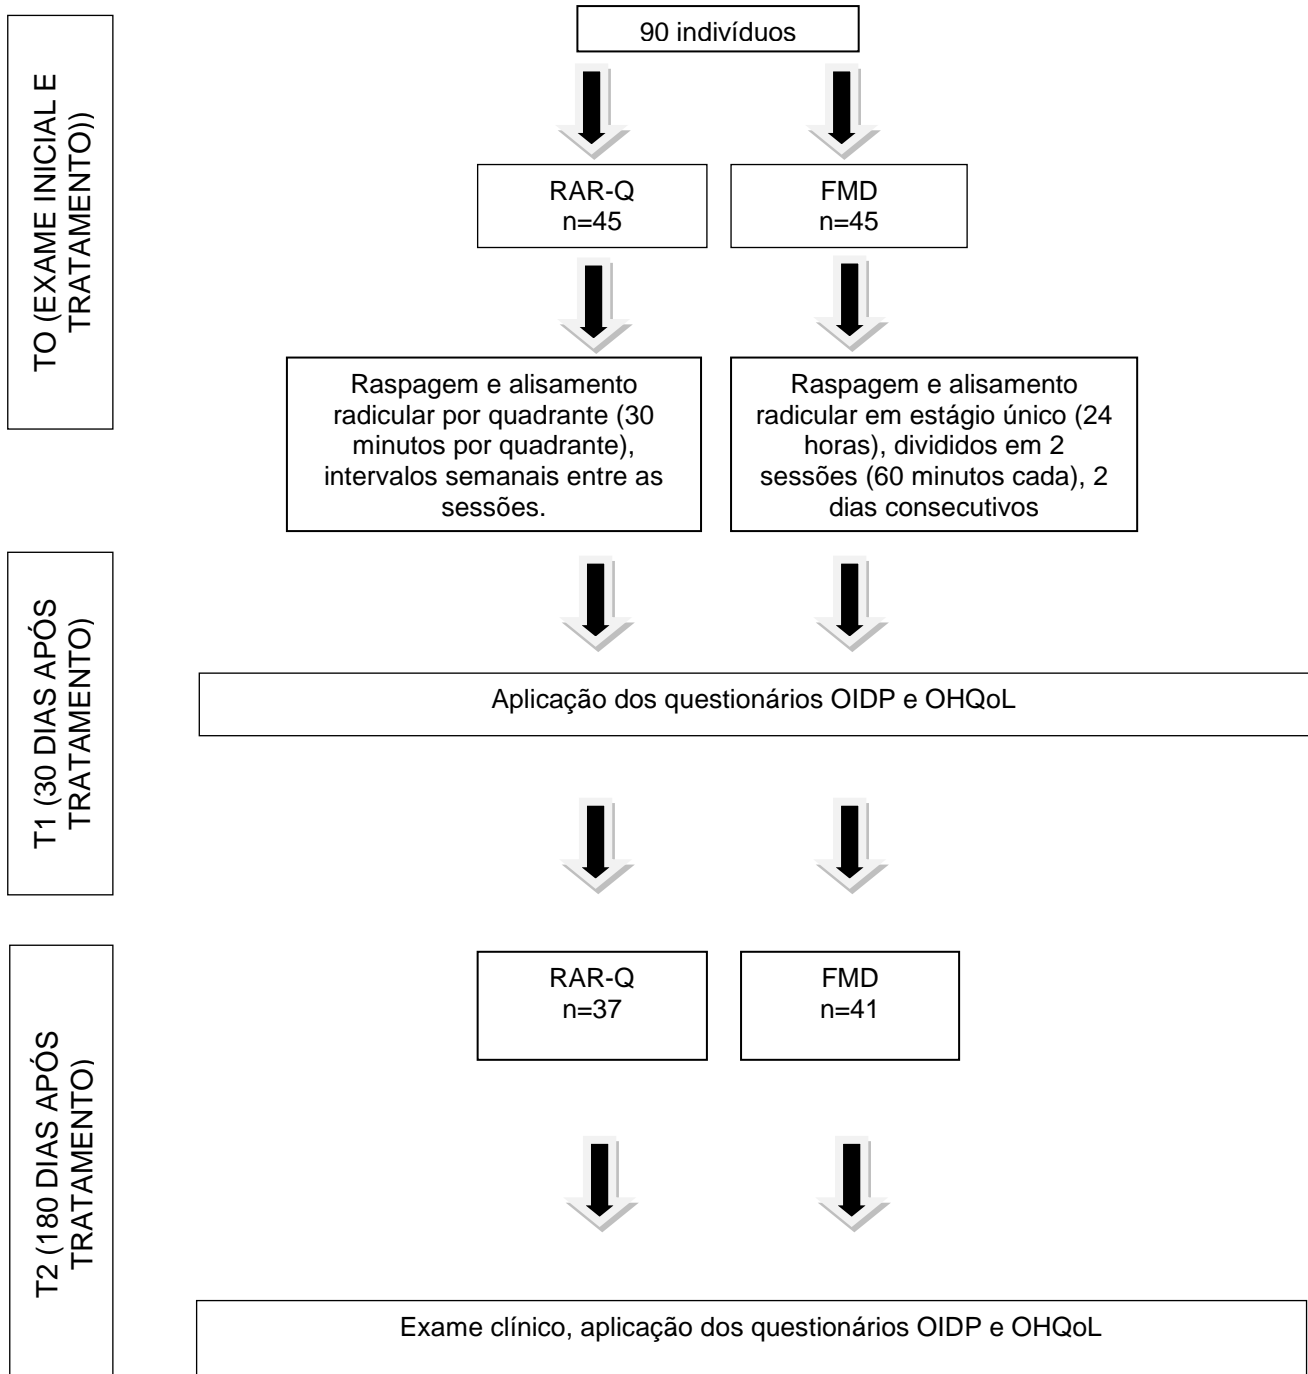 90 indivíduos
TO (EXAME INICIAL E
TRATAMENTO))
RAR-Q
n=45
FMD
n=45
Raspagem e alisamento
radicular por quadrante (30
minutos por quadrante),
intervalos semanais entre as
sessões.
Raspagem e alisamento
radicular em estágio único (24
horas), divididos em 2
sessões (60 minutos cada), 2
dias consecutivos
T1 (30 DIAS APÓS
TRATAMENTO)
Aplicação dos questionários OIDP e OHQoL
T2 (180 DIAS APÓS
TRATAMENTO)
RAR-Q
n=37
FMD
n=41
Exame clínico, aplicação dos questionários OIDP e OHQoL